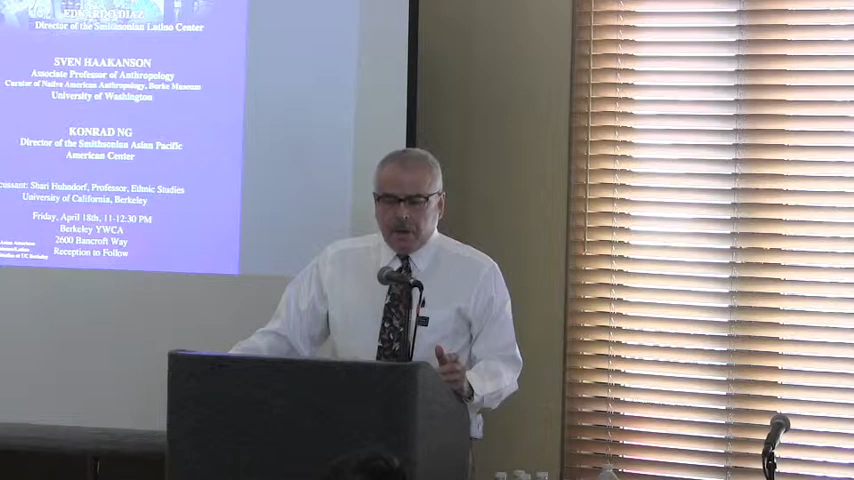 EDUARDO DIAZ
Director of the Smithsonian Latino Center
SVEN HAAKANSON
Associate Professor of Anthropology
Curator of Native American Anthropology, Burke Museum
University of Washington
KONRAD NG
Director of the Smithsonian Asian Pacific
American Center
Shari Huhndorf, Professor, Ethnic Studies
University of California, Berkeley
Friday, April 18th, 11-12:30 PM
Berkeley YWCA
2600 Bancroft Way
Reception to Follow